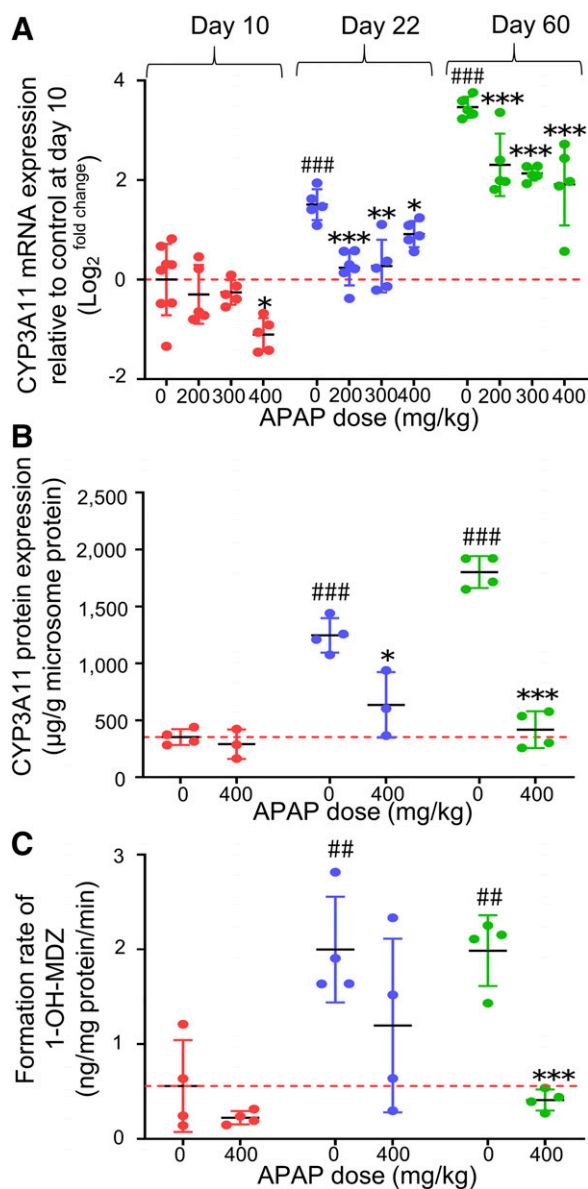 A
Day 10 Day 22 Day 60
CYP3A11 mRNA expression
relative to control at day 10
(Log2 fold change)
4
2
0
-2
###
***
***
***
###
***
**
*
*
0 200 300 400 0 200 300 400 0 200 300 400
APAP dose (mg/kg)
B
CYP3A11 protein expression
(µg/g microsome protein)
2,500
2,000
1,500
1,000
500
0
###
###
*
***
0 400 0 400 0 400
APAP dose (mg/kg)
C
Formation rate of
1-OH-MDZ
(ng/mg protein/min)
3
2
1
0
## ##
***
0 400 0 400 0 400
APAP dose (mg/kg)